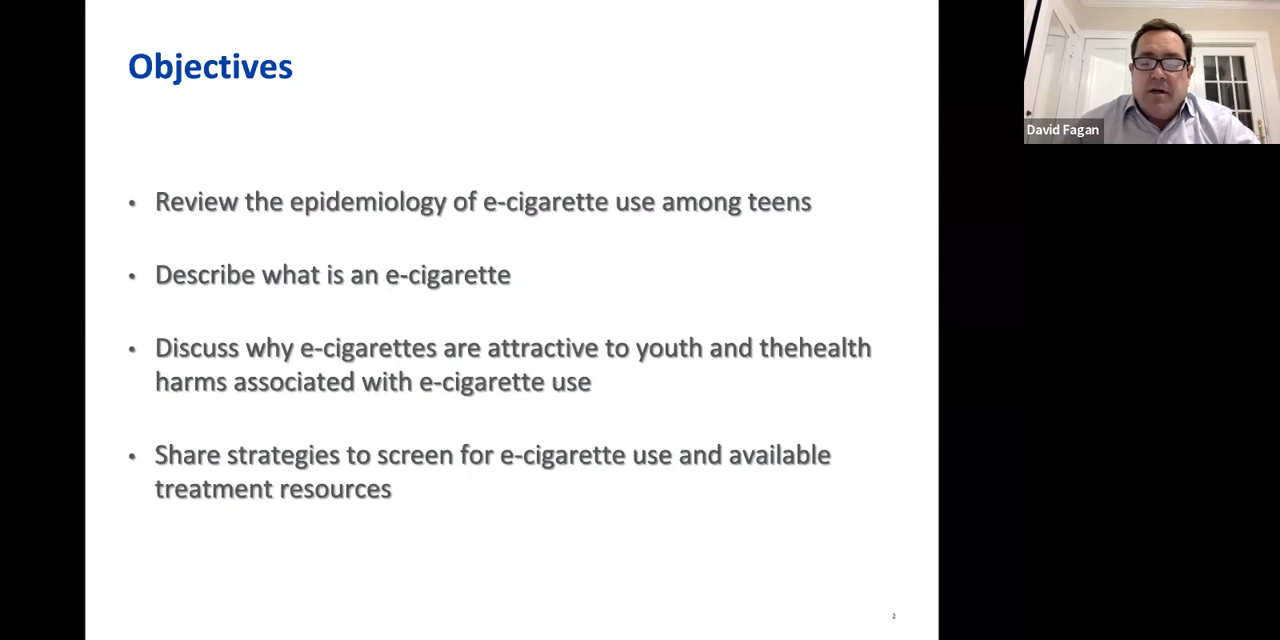 Objectives
• Review the epidemiology of e-cigarette use among teens
• Describe what is an e-cigarette
• Discuss why e-cigarettes are attractive to youth and thehealth
harms associated with e-cigarette use
• Share strategies to screen for e-cigarette use and available
treatment resources
2
David Fagan